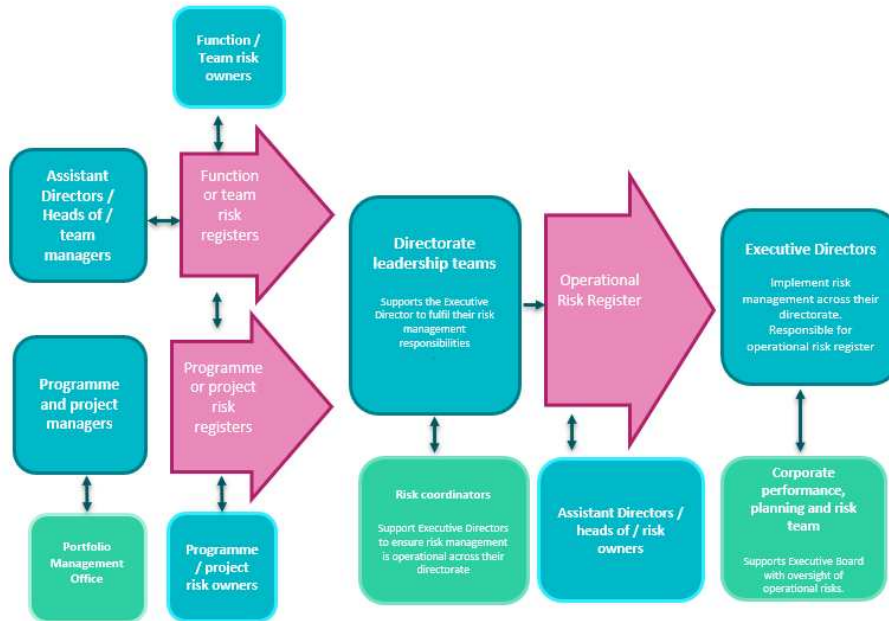 Function /
Team risk
owners
Assistant
Directors /
Heads of /
team
managers
Function
or team
risk
registers
Directorate
leadership teams
Supports the Executive
Director to fulfil their risk
management
responsibilities
Operational
Risk Register
Executive Directors
Implement risk
management across their
directorate.
Responsible for
operational risk register
Programme
and project
managers
Programme
or project
risk
registers
Portfolio
Management
Office
Programme
/ project
risk owners
Risk coordinators
Support Executive Directors
to ensure risk management
is operational across their
directorate
Assistant Directors /
heads of / risk
owners
Corporate
performance,
planning and risk
team
Supports Executive Board
with oversight of
operational risks.